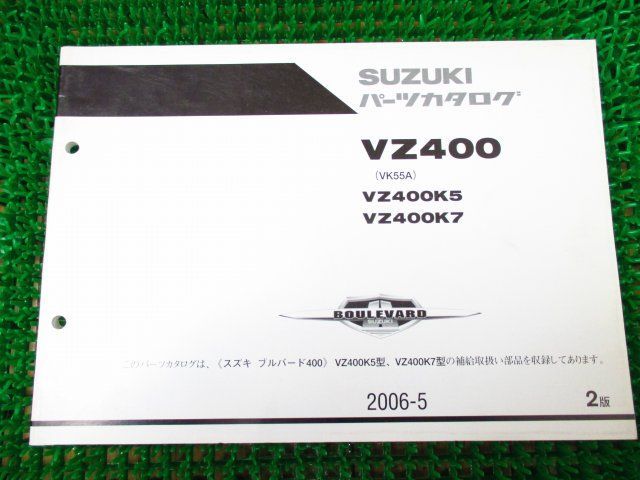 SUZUKI
パーツカタログ
VZ400
(VK55A)
VZ400K5
VZ400K7
BOULEVARD
SUZUKI
このパーツカタログは、《スズキ ブルバード400》 VZ400K5型、VZ400K7型の補給取扱い部品を収録してあります。
2006-5
2版